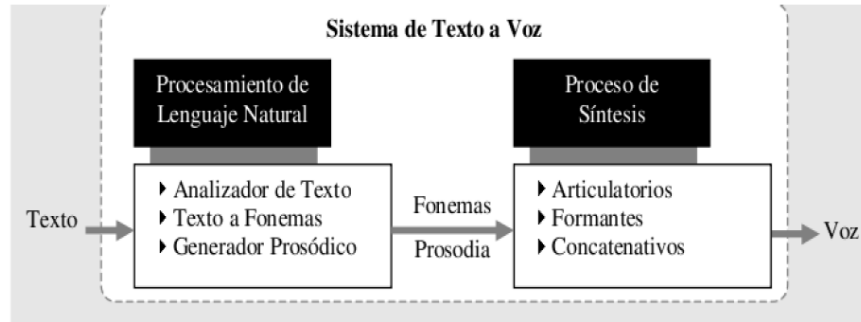 Sistema de Texto a Voz
Procesamiento de
Lenguaje Natural
Proceso de
Síntesis
Texto
Analizador de Texto
Texto a Fonemas
Generador Prosódico
Fonemas
Prosodia
Articulatorios
Formantes
Concatenativos
Voz